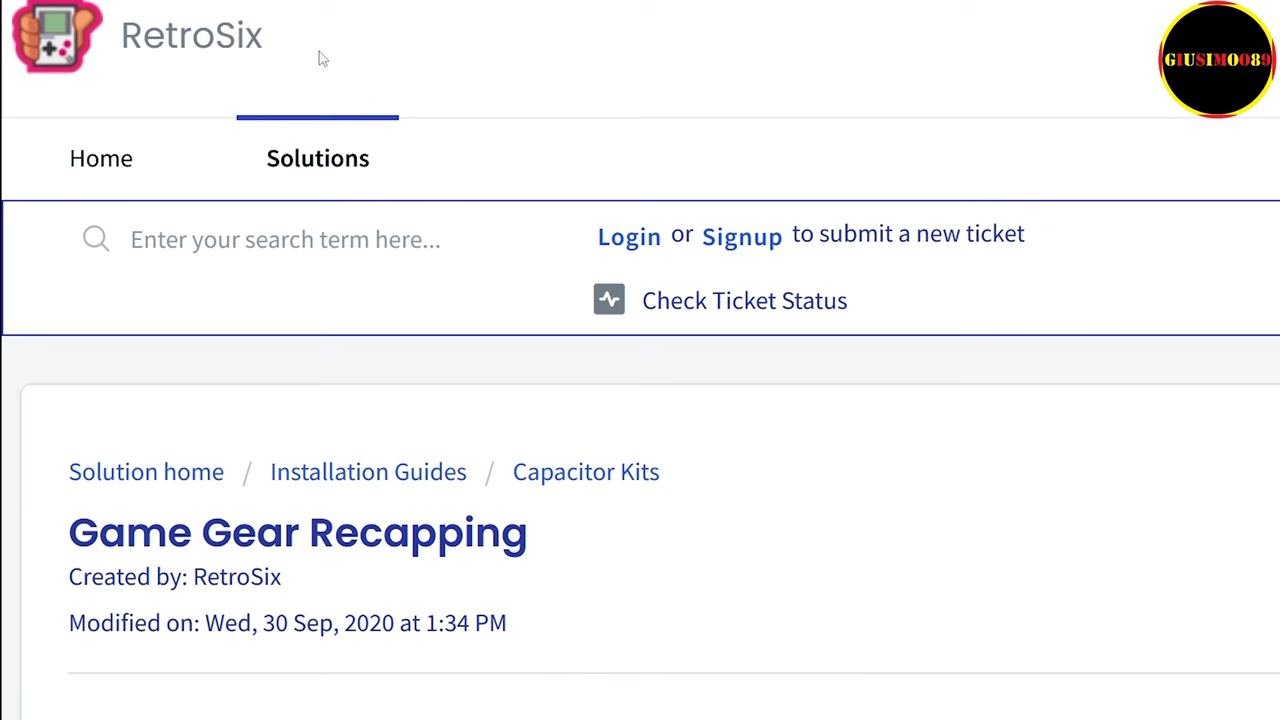 RetroSix
GIUSIMO089
Home
Solutions
Enter your search term here...
Login or Signup to submit a new ticket
Check Ticket Status
Solution home / Installation Guides / Capacitor Kits
Game Gear Recapping
Created by: RetroSix
Modified on: Wed, 30 Sep, 2020 at 1:34 PM